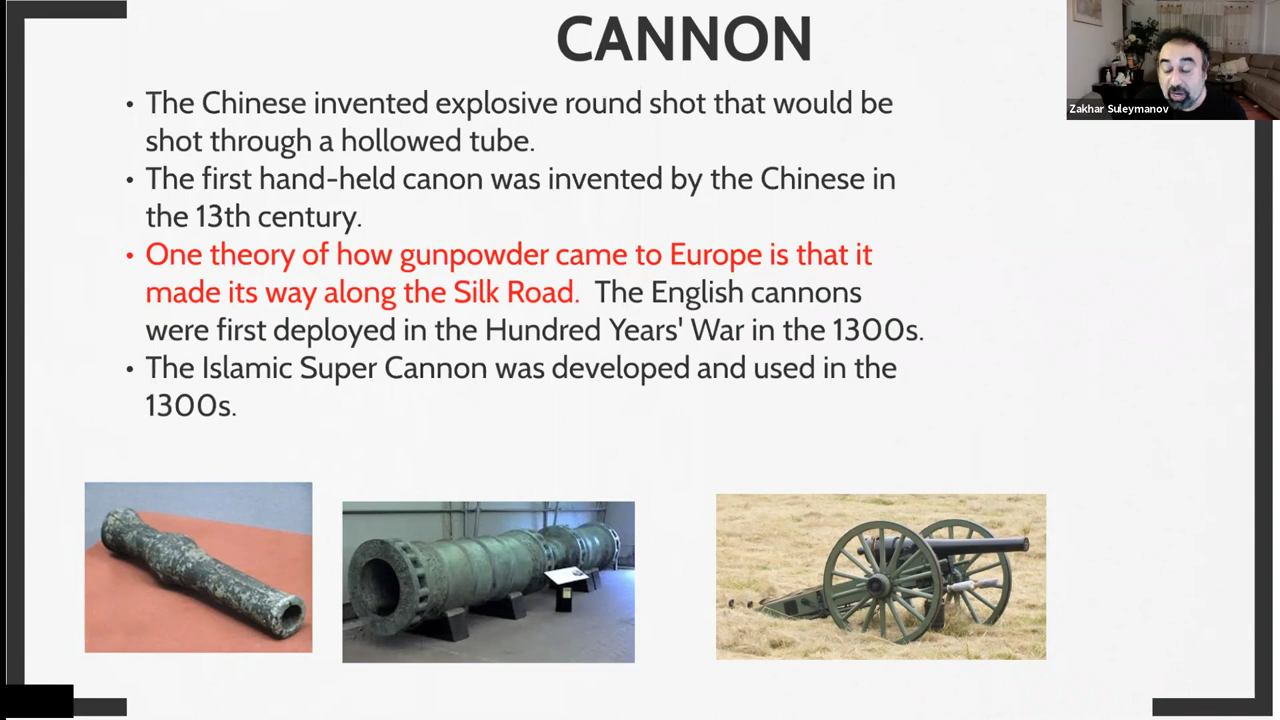 CANNON
Zakhar Suleymanov
• The Chinese invented explosive round shot that would be
shot through a hollowed tube.
• The first hand-held canon was invented by the Chinese in
the 13th century.
• One theory of how gunpowder came to Europe is that it
made its way along the Silk Road. The English cannons
were first deployed in the Hundred Years' War in the 1300s.
• The Islamic Super Cannon was developed and used in the
1300s.